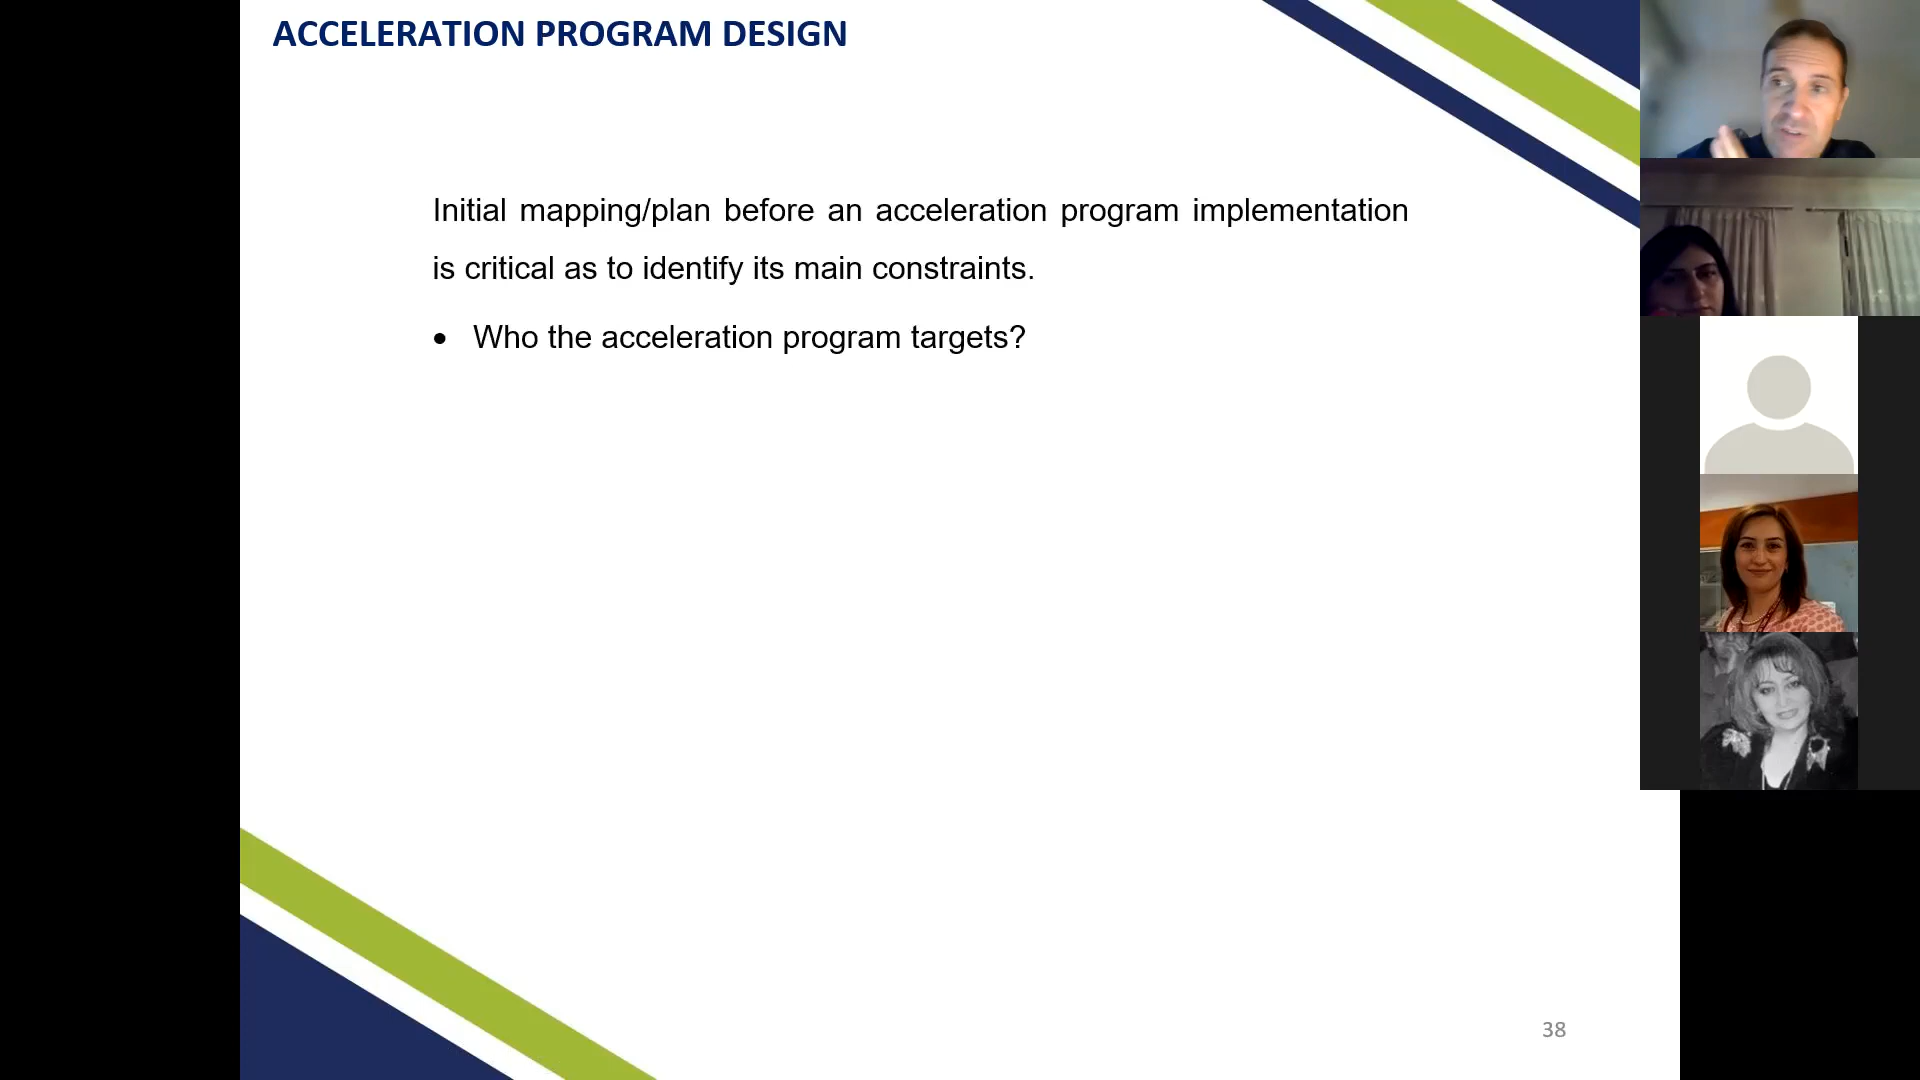 ACCELERATION PROGRAM DESIGN
Initial mapping/plan before an acceleration program implementation
is critical as to identify its main constraints.
• Who the acceleration program targets?
38